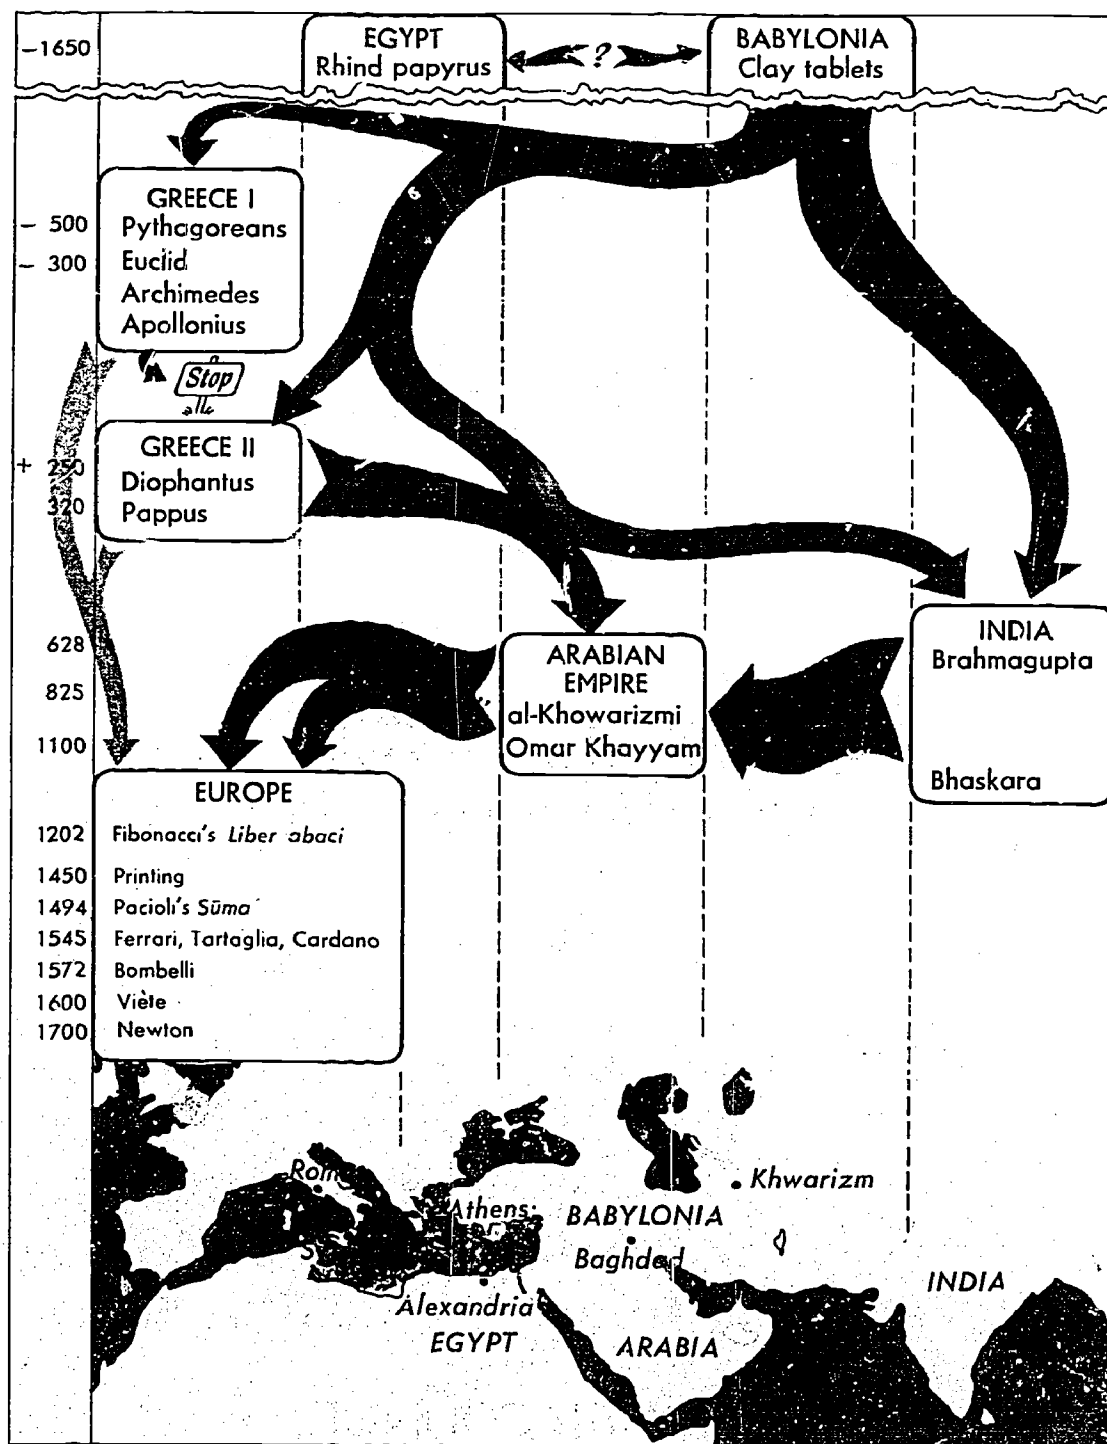 -1650
EGYPT
Rhind papyrus
?
BABYLONIA
Clay tablets
GREECE I
- 500
Pythagoreans
- 300
Euclid
Archimedes
Apollonius
Stop
GREECE II
+ 250
Diophantus
320
Pappus
628
825
1100
ARABIAN
EMPIRE
al-Khowarizmi
Omar Khayyam
INDIA
Brahmagupta
Bhaskara
EUROPE
1202 Fibonacci's Liber abaci
1450 Printing
1494 Pacioli's Sūma
1545 Ferrari, Tartaglia, Cardano
1572 Bombelli
1600 Viète
1700 Newton
Khwarizm
Athens
BABYLONIA
Baghdad
INDIA
Alexandria
EGYPT
ARABIA